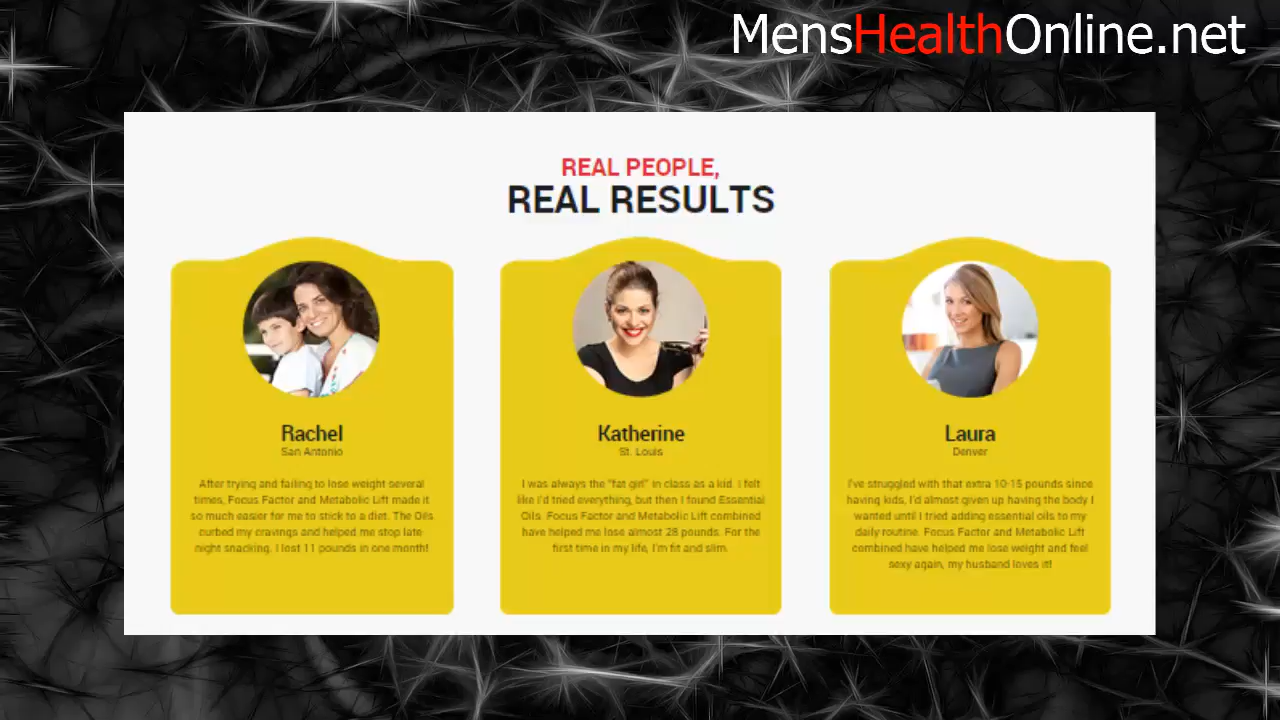 MensHealthOnline.net
REAL PEOPLE,
REAL RESULTS
Rachel
San Antonio
After trying and failing to lose weight several
times, Focus Factor and Metabolic Lift made it
so much easier for me to stick to a diet. The Oils
curbed my cravings and helped me stop late
night snacking. I lost 11 pounds in one month!
Katherine
St. Louis
I was always the "fat girl" in class as a kid. I felt
like I'd tried everything, but then I found Essential
Oils. Focus Factor and Metabolic Lift combined
have helped me lose almost 28 pounds. For the
first time in my life, I'm fit and slim.
Laura
Denver
I've struggled with that extra 10-15 pounds since
having kids, I'd almost given up having the body I
wanted until I tried adding essential oils to my
daily routine. Focus Factor and Metabolic Lift
combined have helped me lose weight and feel
sexy again, my husband loves it!